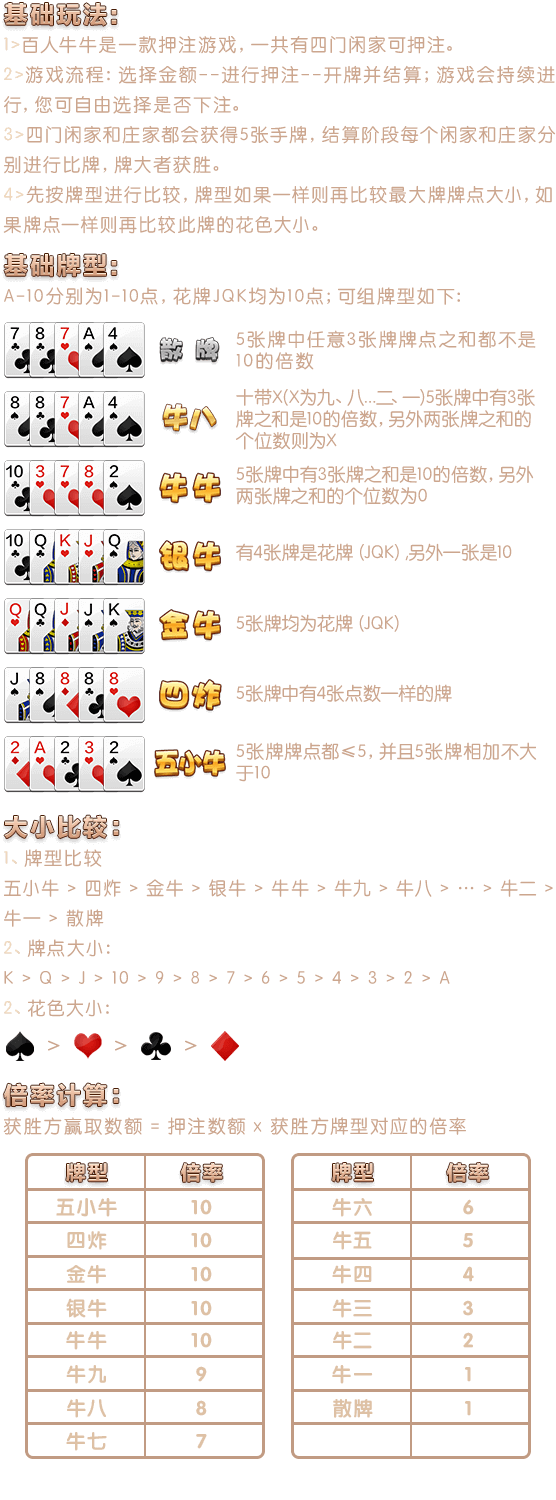 基础玩法：
1>百人牛牛是一款押注游戏，一共有四门闲家可押注。
2>游戏流程：选择金额--进行押注--开牌并结算；游戏会持续进
行，您可自由选择是否下注。
3>四门闲家和庄家都会获得5张手牌，结算阶段每个闲家和庄家分
别进行比牌，牌大者获胜。
4>先按牌型进行比较，牌型如果一样则再比较最大牌牌点大小，如
果牌点一样则再比较此牌的花色大小。
基础牌型：
A-10分别为1-10点，花牌JQK均为10点；可组牌型如下：
7 8 7 A 4
散牌
5张牌中任意3张牌牌点之和都不是
10的倍数
8 8 7 A 4
牛八
十带X(X为九、八...二、一)5张牌中有3张
牌之和是10的倍数，另外两张牌之和的
个位数则为X
10 3 7 8 2
牛牛
5张牌中有3张牌之和是10的倍数，另外
两张牌之和的个位数为0
10 Q K J Q
银牛
有4张牌是花牌（JQK）,另外一张是10
Q Q J J K
金牛
5张牌均为花牌（JQK）
J 8 8 8 8
四炸
5张牌中有4张点数一样的牌
2 A 2 3 2
五小牛
5张牌牌点都≤5，并且5张牌相加不大
于10
大小比较：
1、牌型比较
五小牛 > 四炸 > 金牛 > 银牛 > 牛牛 > 牛九 > 牛八 > … > 牛二 >
牛一 > 散牌
2、牌点大小：
K > Q > J > 10 > 9 > 8 > 7 > 6 > 5 > 4 > 3 > 2 > A
2、花色大小：
♠ > ♥ > ♣ > ♦
倍率计算：
获胜方赢取数额 = 押注数额 x 获胜方牌型对应的倍率
牌型 倍率
五小牛 10
四炸 10
金牛 10
银牛 10
牛牛 10
牛九 9
牛八 8
牛七 7
牌型 倍率
牛六 6
牛五 5
牛四 4
牛三 3
牛二 2
牛一 1
散牌 1